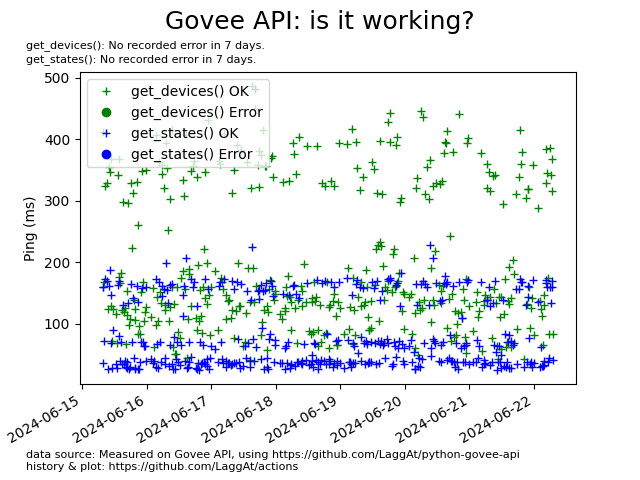 Govee API: is it working?
get_devices(): No recorded error in 7 days.
get_states(): No recorded error in 7 days.
get_devices() OK
get_devices() Error
get_states() OK
get_states() Error
Ping (ms)
500
400
300
200
100
2024-06-15
2024-06-16
2024-06-17
2024-06-18
2024-06-19
2024-06-20
2024-06-21
2024-06-22
data source: Measured on Govee API, using https://github.com/LaggAt/python-govee-api
history & plot: https://github.com/LaggAt/actions